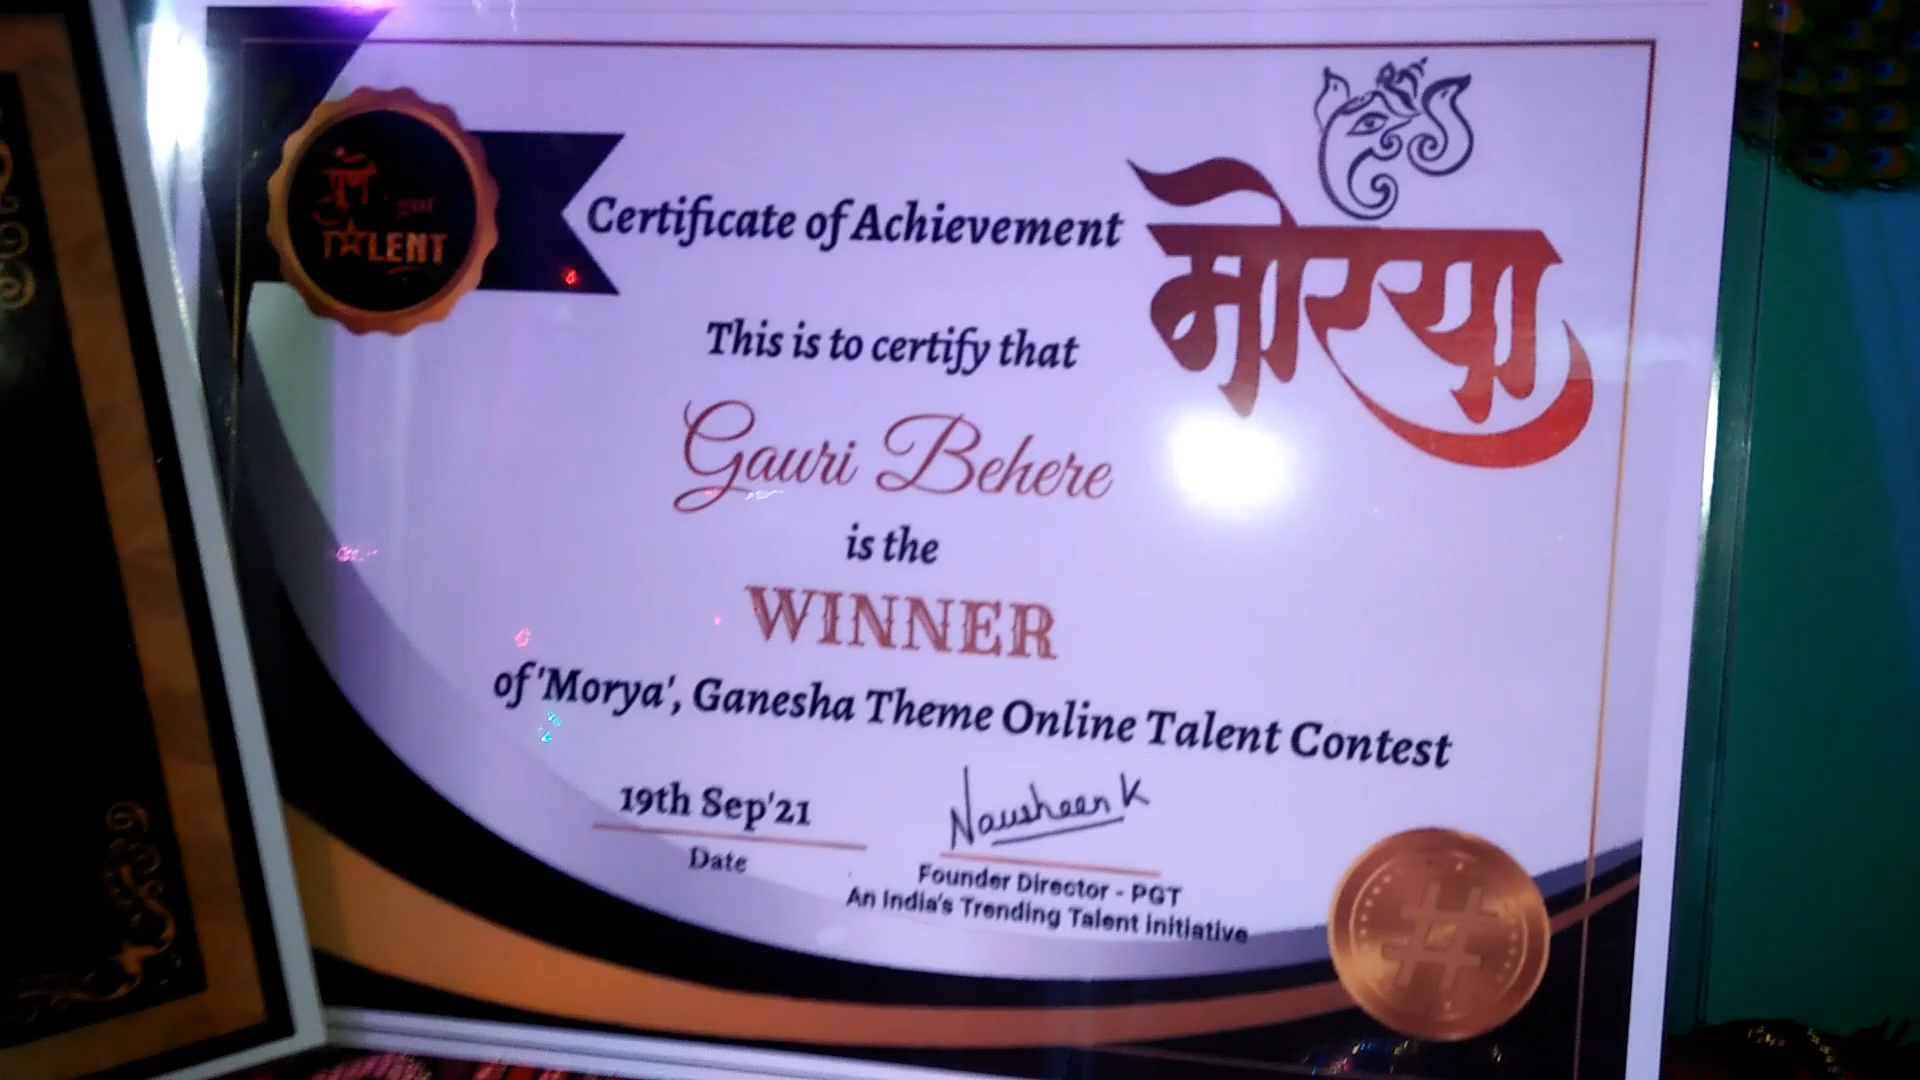 पुणे
TALENT
Certificate of Achievement
मोरया
This is to certify that
Gauri Behere
is the
WINNER
of 'Morya', Ganesha Theme Online Talent Contest
19th Sep'21
Date
Nausheen K
Founder Director - PGT
An India's Trending Talent initiative
#